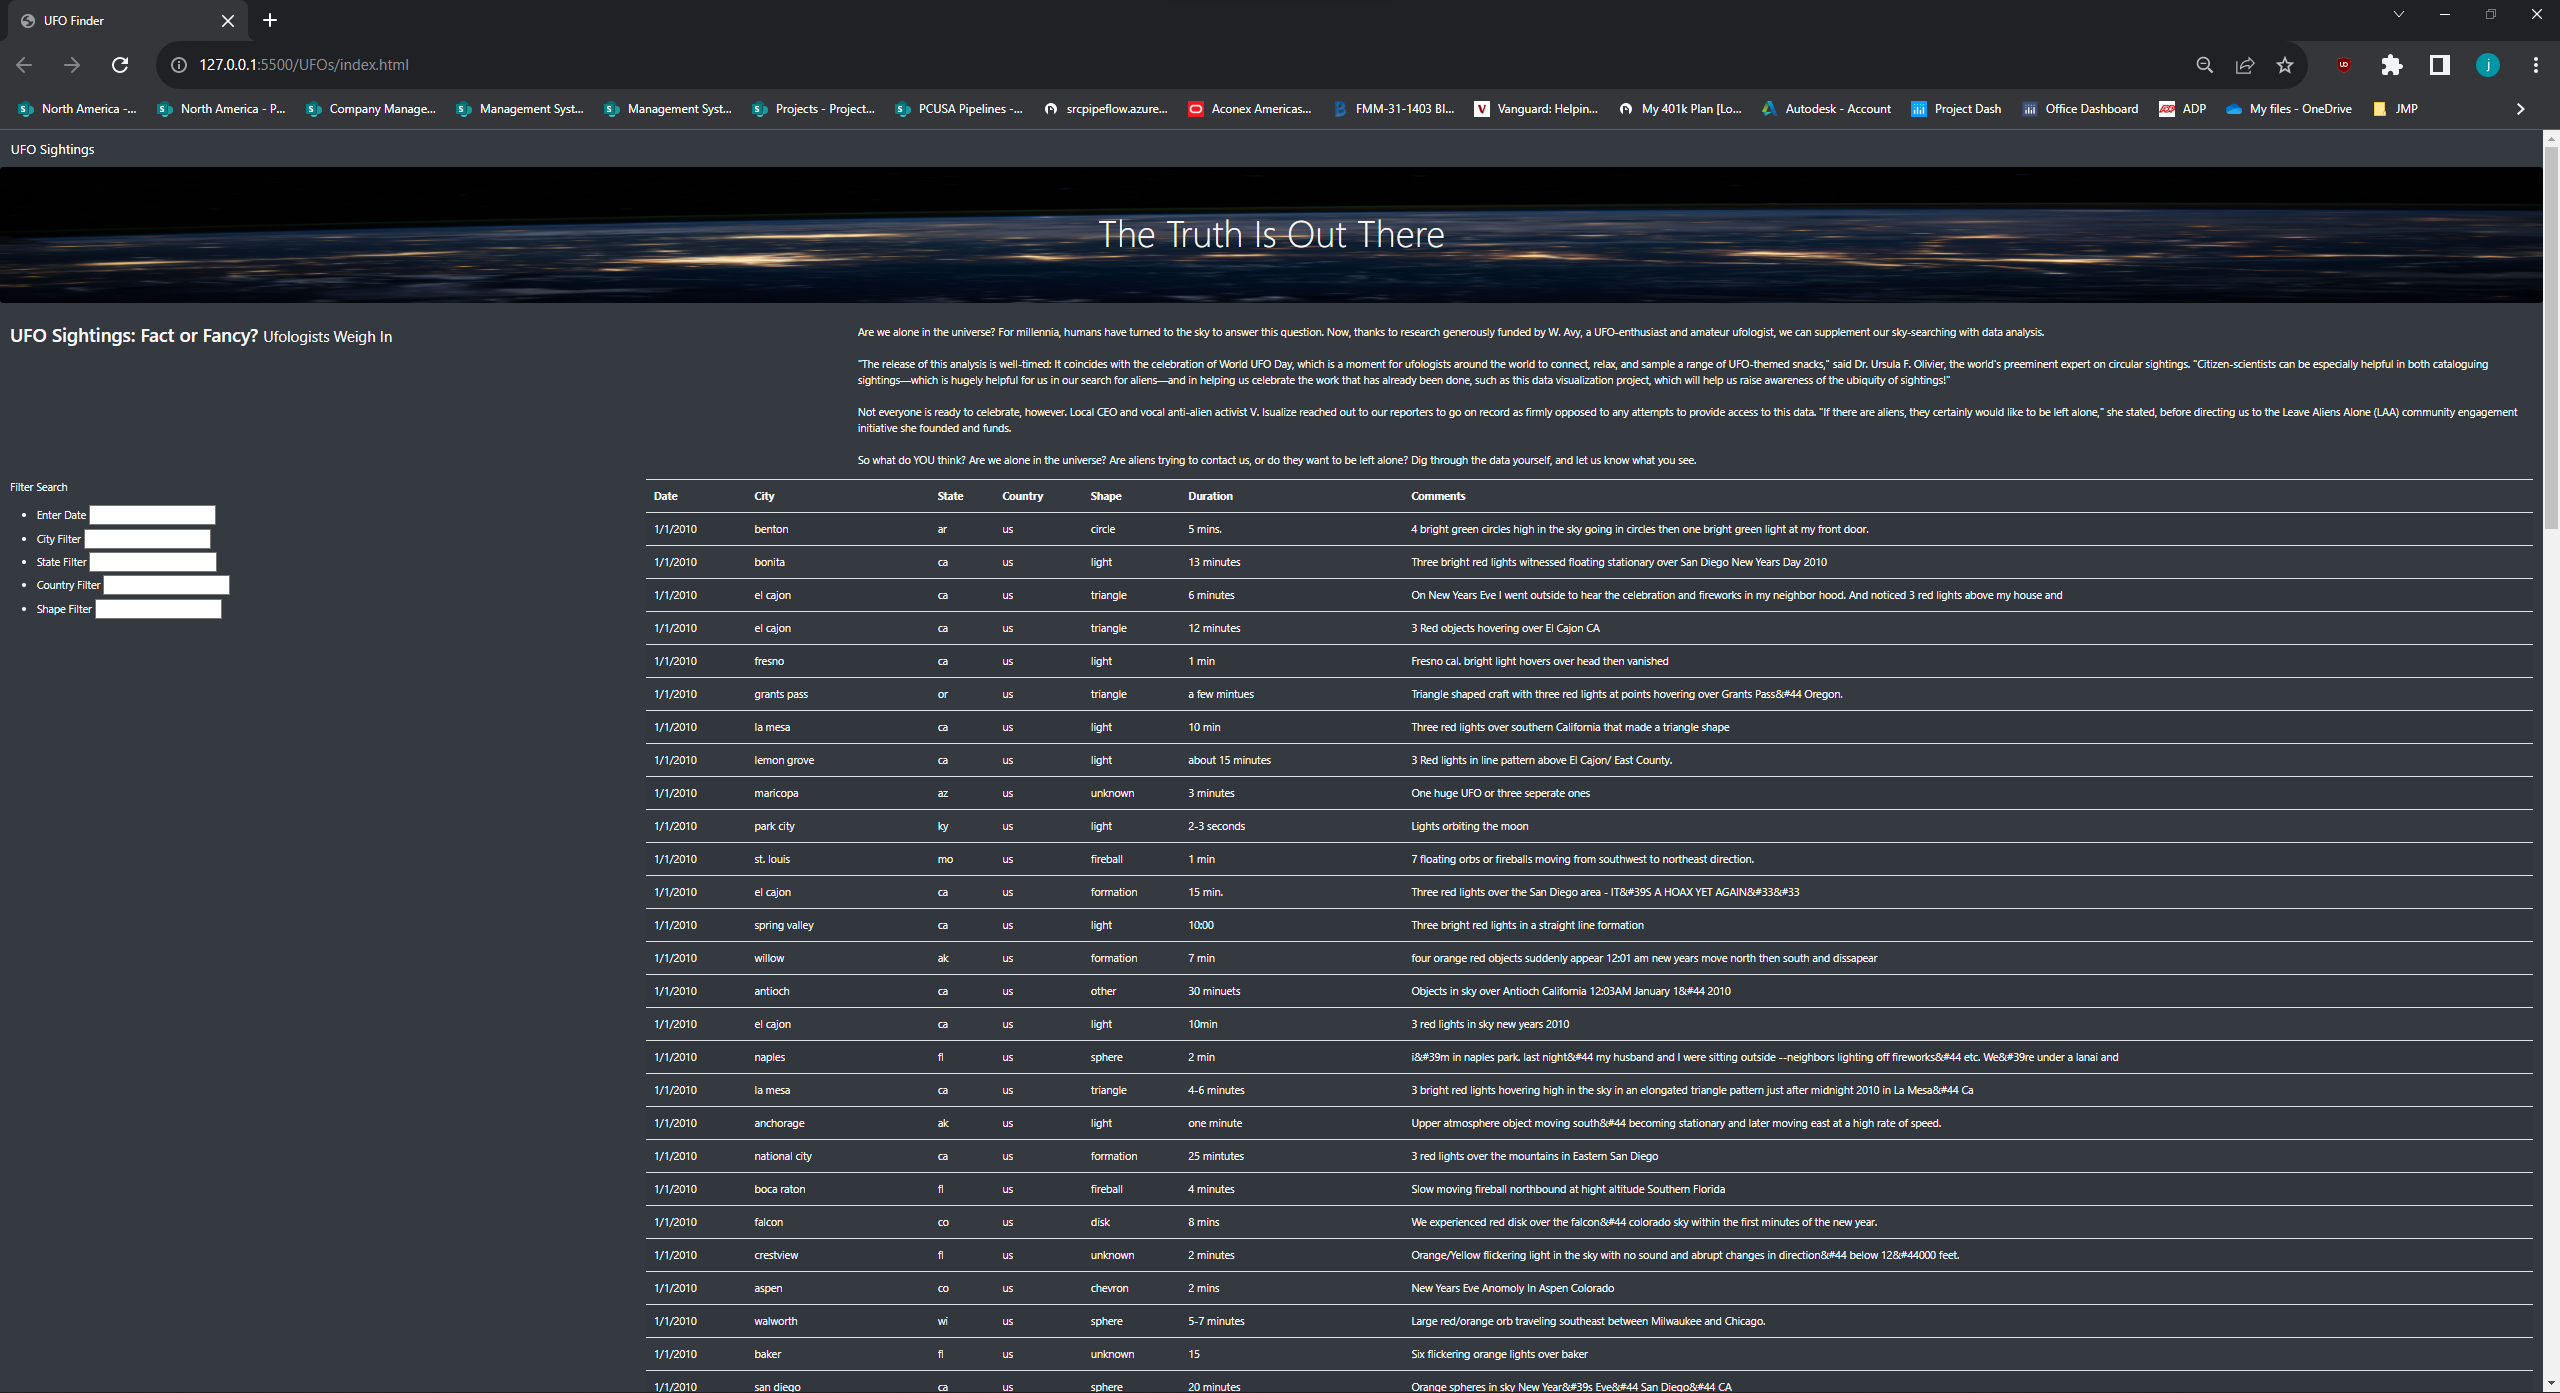 UFO Finder
127.0.0.1:5500/UFOs/index.html
North America -... North America - P... Company Manage... Management Syst... Management Syst... Projects - Project... PCUSA Pipelines -... srcpipeflow.azure... Aconex Americas... FMM-31-1403 BI... Vanguard: Helpin... My 401k Plan [Lo... Autodesk - Account Project Dash Office Dashboard ADP My files - OneDrive JMP
UFO Sightings
The Truth Is Out There
UFO Sightings: Fact or Fancy? Ufologists Weigh In
Are we alone in the universe? For millennia, humans have turned to the sky to answer this question. Now, thanks to research generously funded by W. Avy, a UFO-enthusiast and amateur ufologist, we can supplement our sky-searching with data analysis.
"The release of this analysis is well-timed: It coincides with the celebration of World UFO Day, which is a moment for ufologists around the world to connect, relax, and sample a range of UFO-themed snacks," said Dr. Ursula F. Olivier, the world's preeminent expert on circular sightings. "Citizen-scientists can be especially helpful in both cataloguing
sightings—which is hugely helpful for us in our search for aliens—and in helping us celebrate the work that has already been done, such as this data visualization project, which will help us raise awareness of the ubiquity of sightings!"
Not everyone is ready to celebrate, however. Local CEO and vocal anti-alien activist V. Isualize reached out to our reporters to go on record as firmly opposed to any attempts to provide access to this data. "If there are aliens, they certainly would like to be left alone," she stated, before directing us to the Leave Aliens Alone (LAA) community engagement
initiative she founded and funds.
So what do YOU think? Are we alone in the universe? Are aliens trying to contact us, or do they want to be left alone? Dig through the data yourself, and let us know what you see.
Filter Search
Enter Date
City Filter
State Filter
Country Filter
Shape Filter
Date City State Country Shape Duration Comments
1/1/2010 benton ar us circle 5 mins. 4 bright green circles high in the sky going in circles then one bright green light at my front door.
1/1/2010 bonita ca us light 13 minutes Three bright red lights witnessed floating stationary over San Diego New Years Day 2010
1/1/2010 el cajon ca us triangle 6 minutes On New Years Eve I went outside to hear the celebration and fireworks in my neighbor hood. And noticed 3 red lights above my house and
1/1/2010 el cajon ca us triangle 12 minutes 3 Red objects hovering over El Cajon CA
1/1/2010 fresno ca us light 1 min Fresno cal. bright light hovers over head then vanished
1/1/2010 grants pass or us triangle a few mintues Triangle shaped craft with three red lights at points hovering over Grants Pass&#44 Oregon.
1/1/2010 la mesa ca us light 10 min Three red lights over southern California that made a triangle shape
1/1/2010 lemon grove ca us light about 15 minutes 3 Red lights in line pattern above El Cajon/ East County.
1/1/2010 maricopa az us unknown 3 minutes One huge UFO or three seperate ones
1/1/2010 park city ky us light 2-3 seconds Lights orbiting the moon
1/1/2010 st. louis mo us fireball 1 min 7 floating orbs or fireballs moving from southwest to northeast direction.
1/1/2010 el cajon ca us formation 15 min. Three red lights over the San Diego area - IT&#39S A HOAX YET AGAIN&#33&#33
1/1/2010 spring valley ca us light 10:00 Three bright red lights in a straight line formation
1/1/2010 willow ak us formation 7 min four orange red objects suddenly appear 12:01 am new years move north then south and dissapear
1/1/2010 antioch ca us other 30 minuets Objects in sky over Antioch California 12:03AM January 1&#44 2010
1/1/2010 el cajon ca us light 10min 3 red lights in sky new years 2010
1/1/2010 naples fl us sphere 2 min i&#39m in naples park. last night&#44 my husband and I were sitting outside --neighbors lighting off fireworks&#44 etc. We&#39re under a lanai and
1/1/2010 la mesa ca us triangle 4-6 minutes 3 bright red lights hovering high in the sky in an elongated triangle pattern just after midnight 2010 in La Mesa&#44 Ca
1/1/2010 anchorage ak us light one minute Upper atmosphere object moving south&#44 becoming stationary and later moving east at a high rate of speed.
1/1/2010 national city ca us formation 25 mintutes 3 red lights over the mountains in Eastern San Diego
1/1/2010 boca raton fl us fireball 4 minutes Slow moving fireball northbound at hight altitude Southern Florida
1/1/2010 falcon co us disk 8 mins We experienced red disk over the falcon&#44 colorado sky within the first minutes of the new year.
1/1/2010 crestview fl us unknown 2 minutes Orange/Yellow flickering light in the sky with no sound and abrupt changes in direction&#44 below 12&#44000 feet.
1/1/2010 aspen co us chevron 2 mins New Years Eve Anomoly In Aspen Colorado
1/1/2010 walworth wi us sphere 5-7 minutes Large red/orange orb traveling southeast between Milwaukee and Chicago.
1/1/2010 baker fl us unknown 15 Six flickering orange lights over baker
1/1/2010 san diego ca us sphere 20 minutes Orange spheres in sky New Year&#39s Eve&#44 San Diego&#44 CA